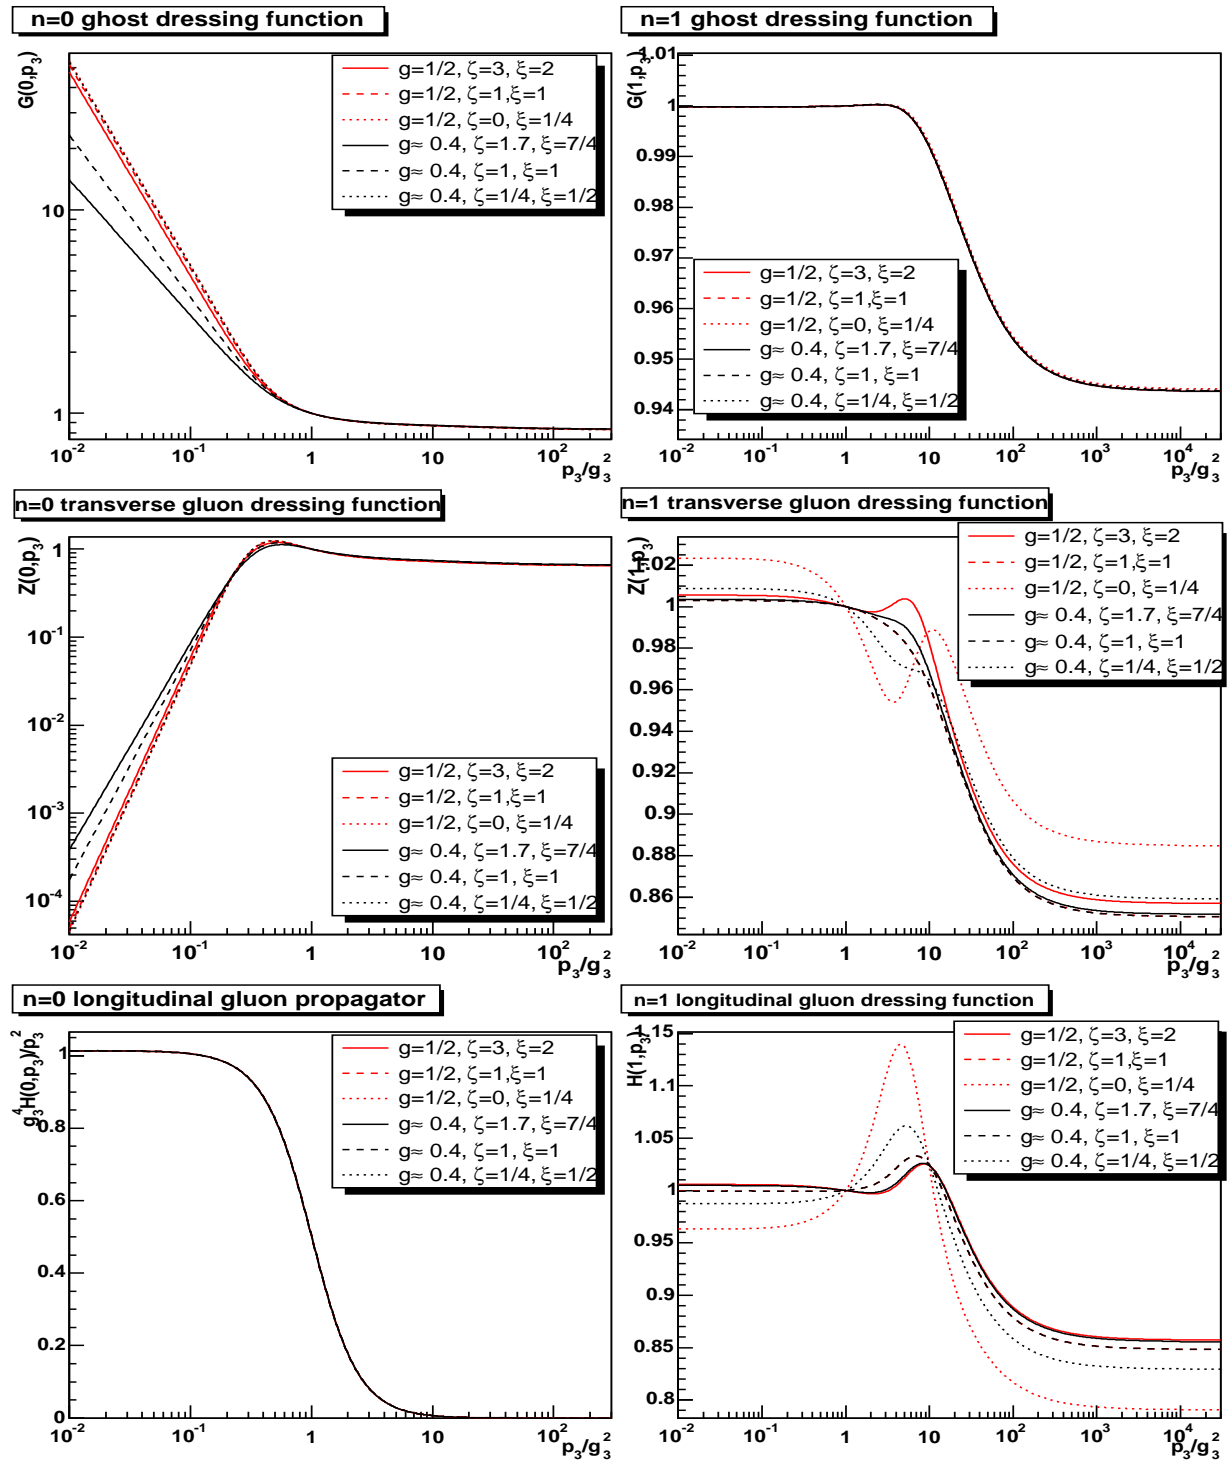 n=0 ghost dressing function
G(0,p₃)
g=1/2, ζ=3, ξ=2
g=1/2, ζ=1,ξ=1
g=1/2, ζ=0, ξ=1/4
g≈ 0.4, ζ=1.7, ξ=7/4
g≈ 0.4, ζ=1, ξ=1
g≈ 0.4, ζ=1/4, ξ=1/2
10
1
10⁻² 10⁻¹ 1 10 10²
p₃/g₃²
n=1 ghost dressing function
G(1,p₃)
1.01
1
0.99
0.98
0.97
0.96
0.95
0.94
g=1/2, ζ=3, ξ=2
g=1/2, ζ=1,ξ=1
g=1/2, ζ=0, ξ=1/4
g≈ 0.4, ζ=1.7, ξ=7/4
g≈ 0.4, ζ=1, ξ=1
g≈ 0.4, ζ=1/4, ξ=1/2
10⁻² 10⁻¹ 1 10 10² 10³ 10⁴
p₃/g₃²
n=0 transverse gluon dressing function
Z(0,p₃)
1
10⁻¹
10⁻²
10⁻³
10⁻⁴
g=1/2, ζ=3, ξ=2
g=1/2, ζ=1,ξ=1
g=1/2, ζ=0, ξ=1/4
g≈ 0.4, ζ=1.7, ξ=7/4
g≈ 0.4, ζ=1, ξ=1
g≈ 0.4, ζ=1/4, ξ=1/2
10⁻² 10⁻¹ 1 10 10²
p₃/g₃²
n=1 transverse gluon dressing function
Z(1,p₃)
g=1/2, ζ=3, ξ=2
g=1/2, ζ=1,ξ=1
g=1/2, ζ=0, ξ=1/4
g≈ 0.4, ζ=1.7, ξ=7/4
g≈ 0.4, ζ=1, ξ=1
g≈ 0.4, ζ=1/4, ξ=1/2
1.02
1
0.98
0.96
0.94
0.92
0.9
0.88
0.86
10⁻² 10⁻¹ 1 10 10² 10³ 10⁴
p₃/g₃²
n=0 longitudinal gluon propagator
g₃⁴H(0,p₃)/p₃²
g=1/2, ζ=3, ξ=2
g=1/2, ζ=1,ξ=1
g=1/2, ζ=0, ξ=1/4
g≈ 0.4, ζ=1.7, ξ=7/4
g≈ 0.4, ζ=1, ξ=1
g≈ 0.4, ζ=1/4, ξ=1/2
1
0.8
0.6
0.4
0.2
0
10⁻² 10⁻¹ 1 10 10²
p₃/g₃²
n=1 longitudinal gluon dressing function
H(1,p₃)
g=1/2, ζ=3, ξ=2
g=1/2, ζ=1,ξ=1
g=1/2, ζ=0, ξ=1/4
g≈ 0.4, ζ=1.7, ξ=7/4
g≈ 0.4, ζ=1, ξ=1
g≈ 0.4, ζ=1/4, ξ=1/2
1.15
1.1
1.05
1
0.95
0.9
0.85
0.8
10⁻² 10⁻¹ 1 10 10² 10³ 10⁴
p₃/g₃²